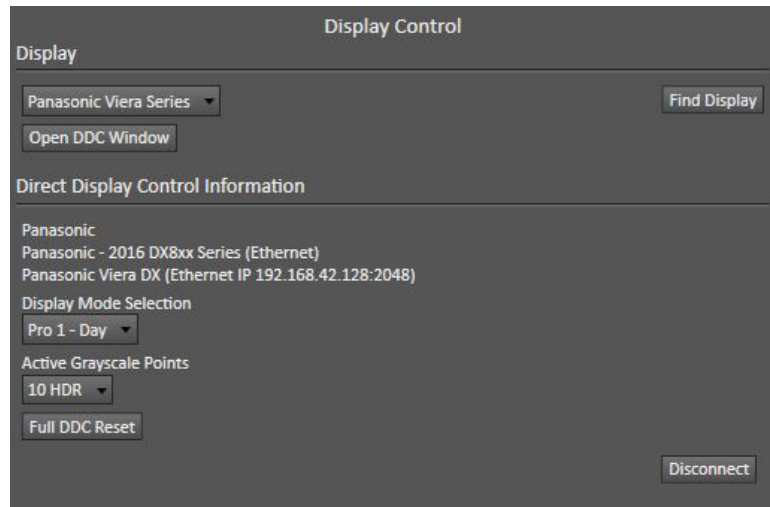 Display Control
Display
Panasonic Viera Series
Find Display
Open DDC Window
Direct Display Control Information
Panasonic
Panasonic - 2016 DX8xx Series (Ethernet)
Panasonic Viera DX (Ethernet IP 192.168.42.128:2048)
Display Mode Selection
Pro 1 - Day
Active Grayscale Points
10 HDR
Full DDC Reset
Disconnect